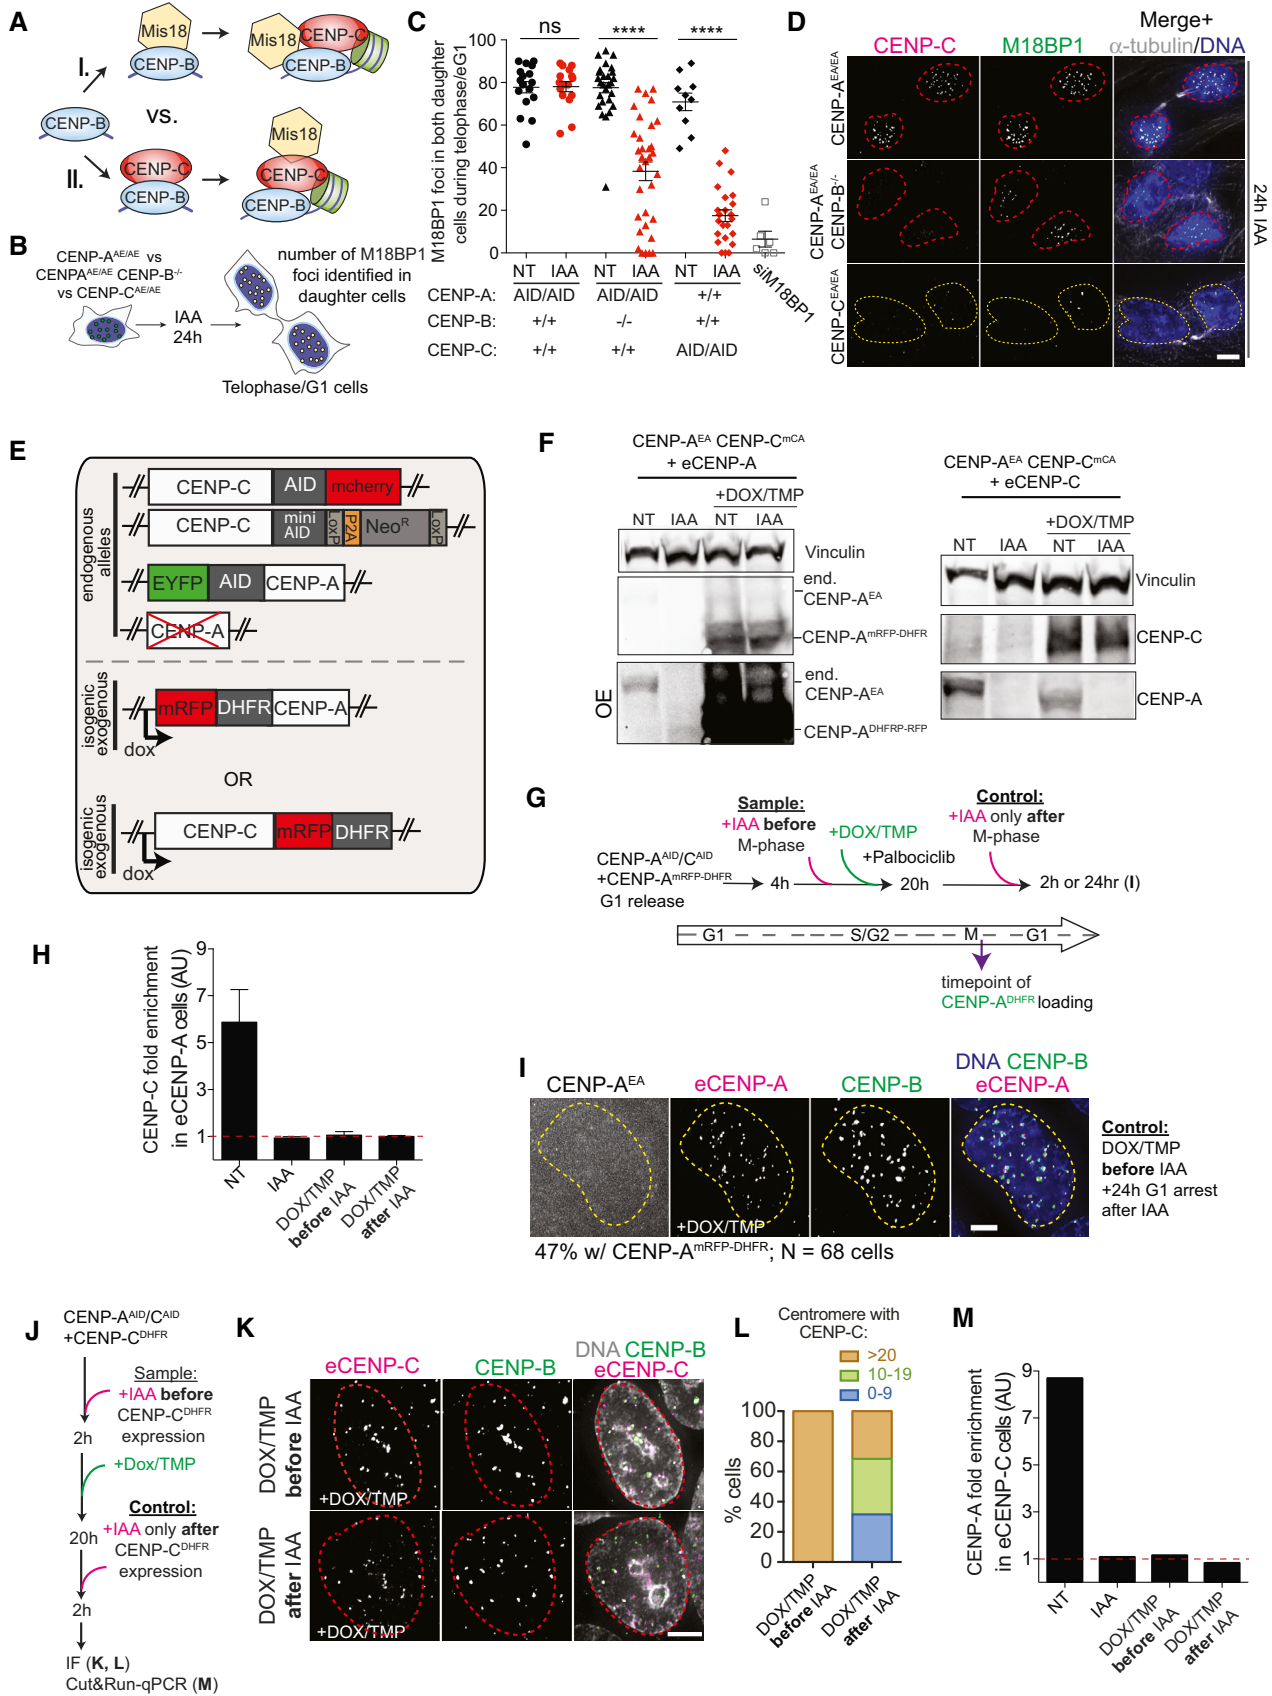 A
I.
Mis18
CENP-B
Mis18
CENP-C
CENP-B
CENP-B
vs.
II.
CENP-C
CENP-B
Mis18
CENP-C
CENP-B
B
CENP-A^AE/AE vs
CENPA^AE/AE CENP-B^-/-
vs CENP-C^AE/AE
IAA
24h
number of M18BP1
foci identified in
daughter cells
Telophase/G1 cells
C
M18BP1 foci in both daughter
cells during telophase/eG1
100
80
60
40
20
0
ns
****
****
NT IAA NT IAA NT IAA siM18BP1
CENP-A: AID/AID AID/AID +/+
CENP-B: +/+ -/- +/+
CENP-C: +/+ +/+ AID/AID
D
CENP-C
M18BP1
Merge+
α-tubulin/DNA
CENP-A^EA/EA
CENP-A^EA/EA
CENP-B^-/-
CENP-C^EA/EA
24h IAA
E
endogenous
alleles
CENP-C AID mcherry
CENP-C mini AID LoxP P2A Neo^R LoxP
EYFP AID CENP-A
CENP-A
isogenic
exogenous
dox
mRFP DHFR CENP-A
OR
isogenic
exogenous
dox
CENP-C mRFP DHFR
F
CENP-A^EA CENP-C^mCA
+ eCENP-A
+DOX/TMP
NT IAA NT IAA
Vinculin
end.
CENP-A^EA
CENP-A^mRFP-DHFR
OE
end.
CENP-A^EA
CENP-A^DHFRP-RFP
CENP-A^EA CENP-C^mCA
+ eCENP-C
+DOX/TMP
NT IAA NT IAA
Vinculin
CENP-C
CENP-A
G
Sample:
+IAA before
M-phase
+DOX/TMP
Control:
+IAA only after
M-phase
CENP-A^AID/C^AID
+CENP-A^mRFP-DHFR
G1 release
4h
+Palbociclib
20h
2h or 24hr (I)
G1 S/G2 M G1
timepoint of
CENP-A^DHFR loading
H
CENP-C fold enrichment
in eCENP-A cells (AU)
9
7
5
3
1
NT
IAA
DOX/TMP
before IAA
DOX/TMP
after IAA
I
CENP-A^EA
eCENP-A
CENP-B
DNA CENP-B
eCENP-A
+DOX/TMP
Control:
DOX/TMP
before IAA
+24h G1 arrest
after IAA
47% w/ CENP-A^mRFP-DHFR; N = 68 cells
J
CENP-A^AID/C^AID
+CENP-C^DHFR
Sample:
+IAA before
CENP-C^DHFR
expression
2h
+Dox/TMP
Control:
20h
+IAA only after
CENP-C^DHFR
expression
2h
IF (K, L)
Cut&Run-qPCR (M)
K
eCENP-C
CENP-B
DNA CENP-B
eCENP-C
DOX/TMP
before IAA
+DOX/TMP
DOX/TMP
after IAA
+DOX/TMP
L
Centromere with
CENP-C:
>20
10-19
0-9
% cells
100
80
60
40
20
0
DOX/TMP
before IAA
DOX/TMP
after IAA
M
CENP-A fold enrichment
in eCENP-C cells (AU)
9
7
5
3
1
NT
IAA
DOX/TMP
before IAA
DOX/TMP
after IAA